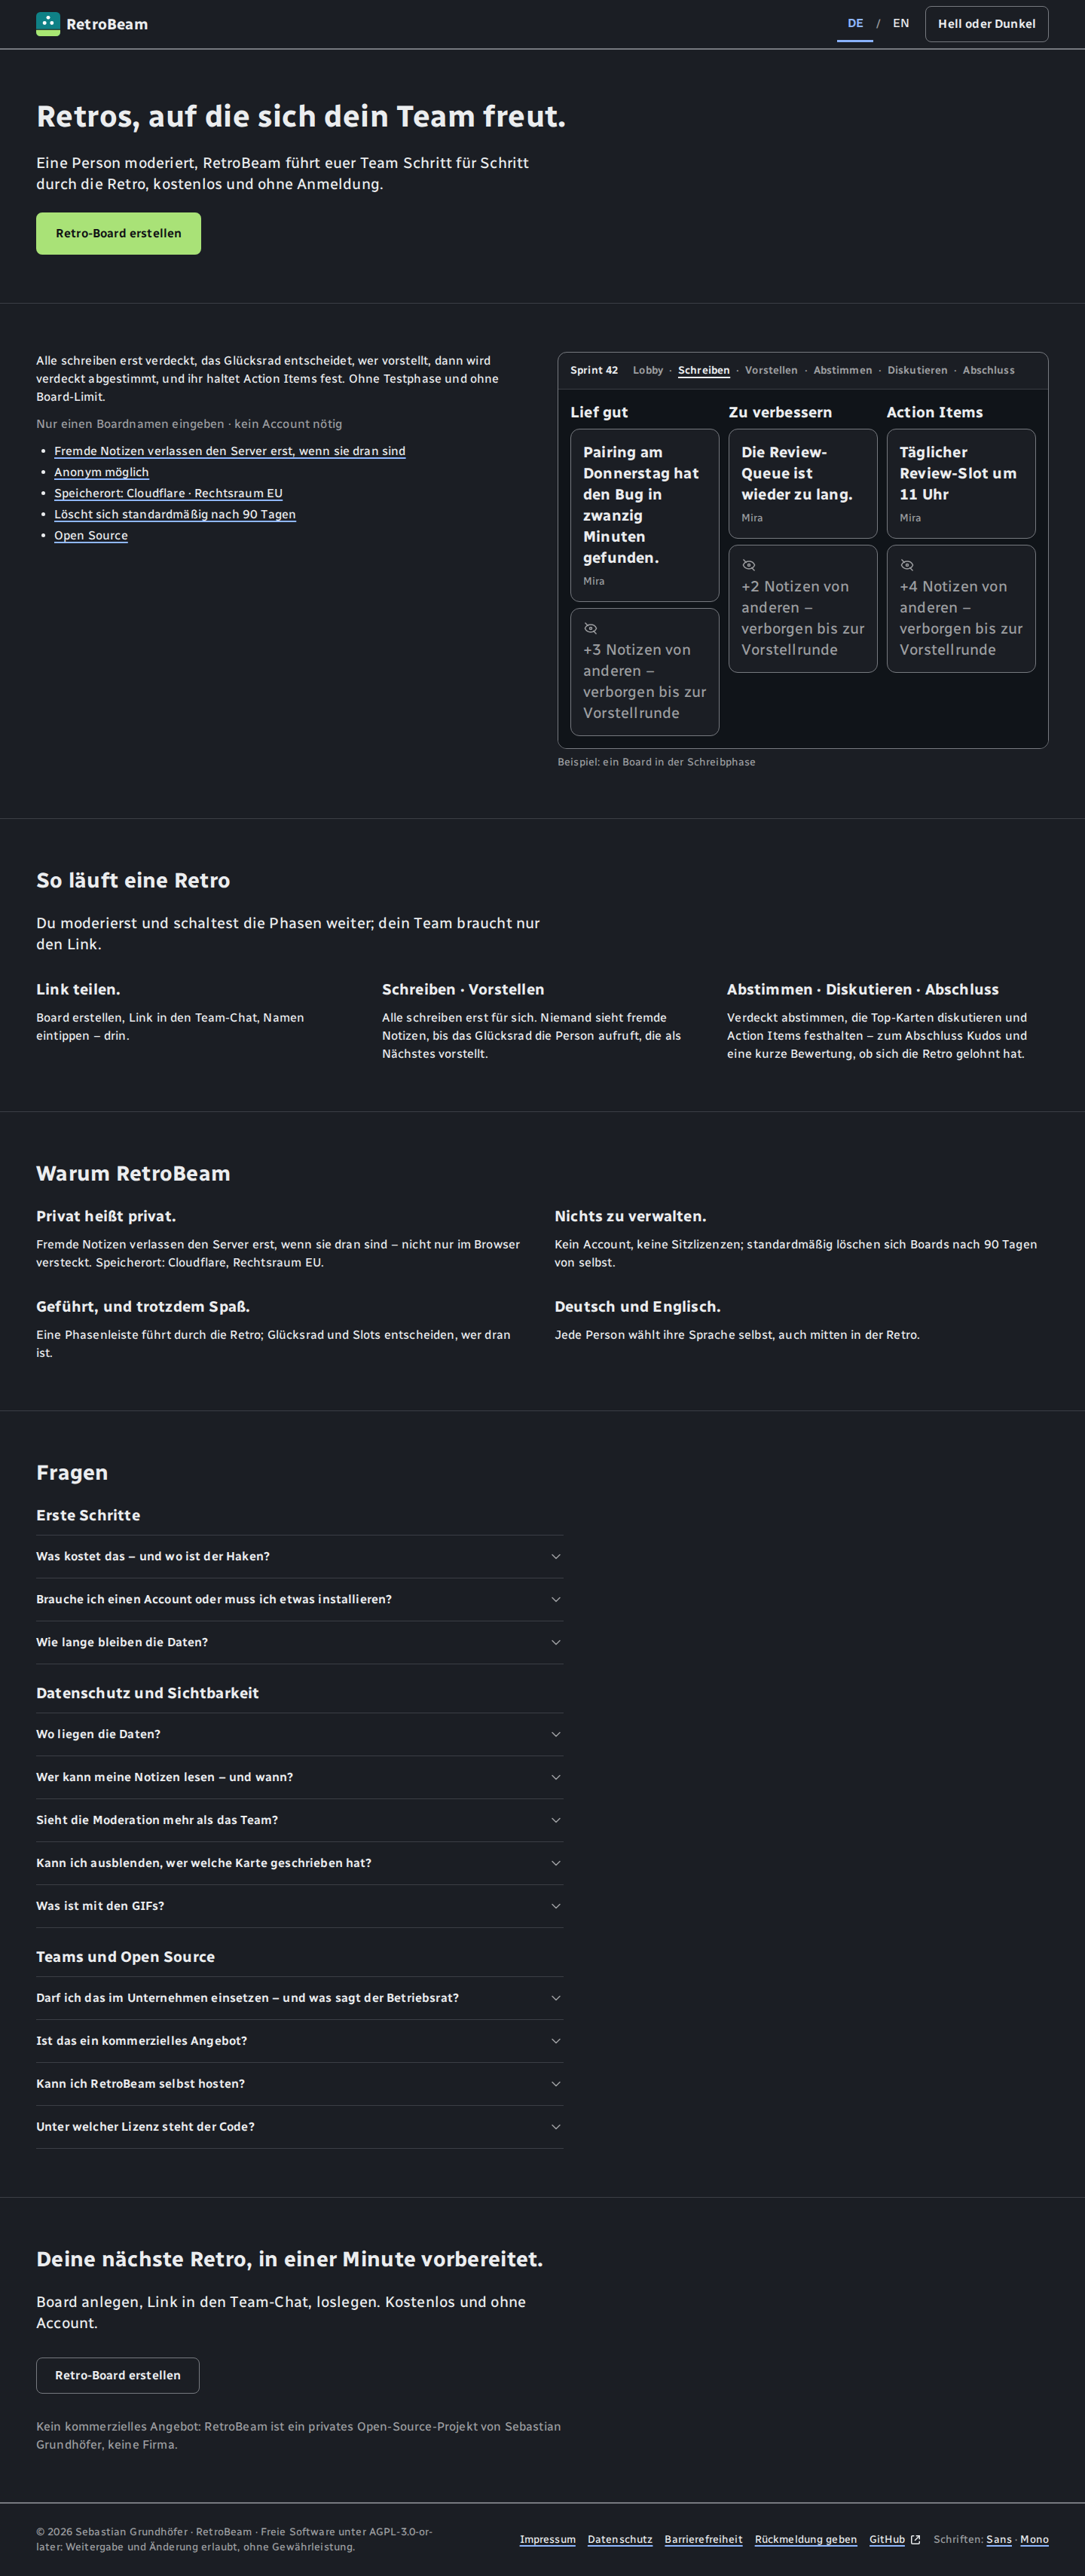 RetroBeam
DE / EN Hell oder Dunkel
Retros, auf die sich dein Team freut.
Eine Person moderiert, RetroBeam führt euer Team Schritt für Schritt
durch die Retro, kostenlos und ohne Anmeldung.
Retro-Board erstellen
Alle schreiben erst verdeckt, das Glücksrad entscheidet, wer vorstellt, dann wird
verdeckt abgestimmt, und ihr haltet Action Items fest. Ohne Testphase und ohne
Board-Limit.
Nur einen Boardnamen eingeben · kein Account nötig
• Fremde Notizen verlassen den Server erst, wenn sie dran sind
• Anonym möglich
• Speicherort: Cloudflare · Rechtsraum EU
• Löscht sich standardmäßig nach 90 Tagen
• Open Source
Sprint 42 Lobby · Schreiben · Vorstellen · Abstimmen · Diskutieren · Abschluss
Lief gut
Pairing am
Donnerstag hat
den Bug in
zwanzig
Minuten
gefunden.
Mira
+3 Notizen von
anderen –
verborgen bis zur
Vorstellrunde
Zu verbessern
Die Review-
Queue ist
wieder zu lang.
Mira
+2 Notizen von
anderen –
verborgen bis zur
Vorstellrunde
Action Items
Täglicher
Review-Slot um
11 Uhr
Mira
+4 Notizen von
anderen –
verborgen bis zur
Vorstellrunde
Beispiel: ein Board in der Schreibphase
So läuft eine Retro
Du moderierst und schaltest die Phasen weiter; dein Team braucht nur
den Link.
Link teilen.
Board erstellen, Link in den Team-Chat, Namen
eintippen – drin.
Schreiben · Vorstellen
Alle schreiben erst für sich. Niemand sieht fremde
Notizen, bis das Glücksrad die Person aufruft, die als
Nächstes vorstellt.
Abstimmen · Diskutieren · Abschluss
Verdeckt abstimmen, die Top-Karten diskutieren und
Action Items festhalten – zum Abschluss Kudos und
eine kurze Bewertung, ob sich die Retro gelohnt hat.
Warum RetroBeam
Privat heißt privat.
Fremde Notizen verlassen den Server erst, wenn sie dran sind – nicht nur im Browser
versteckt. Speicherort: Cloudflare, Rechtsraum EU.
Nichts zu verwalten.
Kein Account, keine Sitzlizenzen; standardmäßig löschen sich Boards nach 90 Tagen
von selbst.
Geführt, und trotzdem Spaß.
Eine Phasenleiste führt durch die Retro; Glücksrad und Slots entscheiden, wer dran
ist.
Deutsch und Englisch.
Jede Person wählt ihre Sprache selbst, auch mitten in der Retro.
Fragen
Erste Schritte
Was kostet das – und wo ist der Haken?
Brauche ich einen Account oder muss ich etwas installieren?
Wie lange bleiben die Daten?
Datenschutz und Sichtbarkeit
Wo liegen die Daten?
Wer kann meine Notizen lesen – und wann?
Sieht die Moderation mehr als das Team?
Kann ich ausblenden, wer welche Karte geschrieben hat?
Was ist mit den GIFs?
Teams und Open Source
Darf ich das im Unternehmen einsetzen – und was sagt der Betriebsrat?
Ist das ein kommerzielles Angebot?
Kann ich RetroBeam selbst hosten?
Unter welcher Lizenz steht der Code?
Deine nächste Retro, in einer Minute vorbereitet.
Board anlegen, Link in den Team-Chat, loslegen. Kostenlos und ohne
Account.
Retro-Board erstellen
Kein kommerzielles Angebot: RetroBeam ist ein privates Open-Source-Projekt von Sebastian
Grundhöfer, keine Firma.
© 2026 Sebastian Grundhöfer · RetroBeam · Freie Software unter AGPL-3.0-or-
later: Weitergabe und Änderung erlaubt, ohne Gewährleistung.
Impressum Datenschutz Barrierefreiheit Rückmeldung geben GitHub Schriften: Sans · Mono